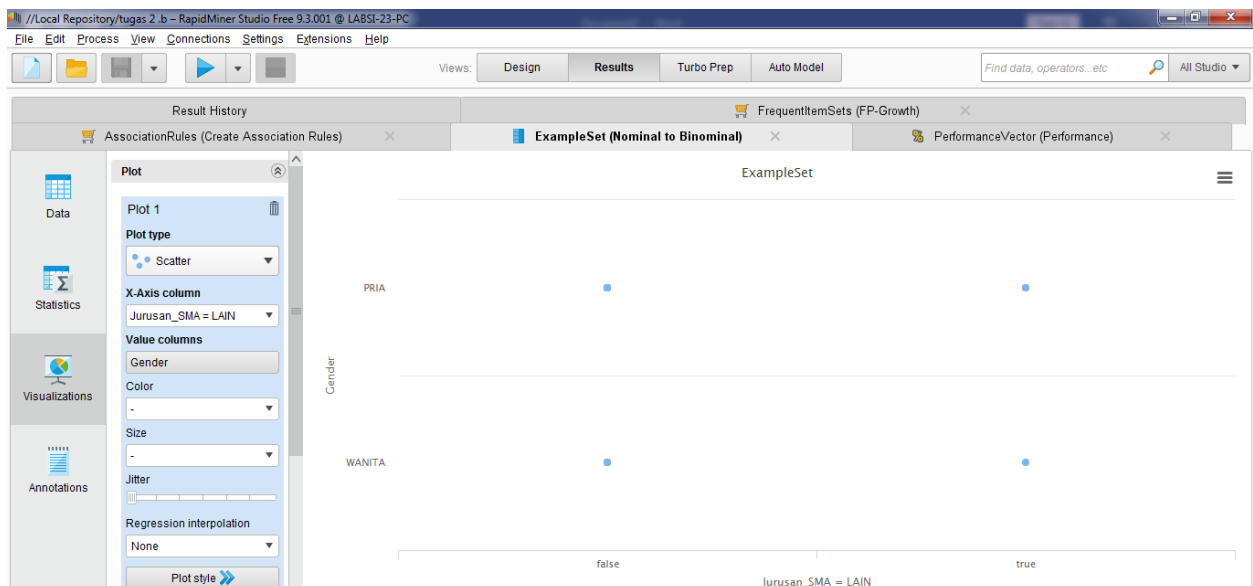 //Local Repository/tugas 2 .b – RapidMiner Studio Free 9.3.001 @ LABSI-23-PC
File Edit Process View Connections Settings Extensions Help
Views: Design Results Turbo Prep Auto Model Find data, operators...etc All Studio
Result History FrequentItemSets (FP-Growth)
AssociationRules (Create Association Rules) ExampleSet (Nominal to Binominal) PerformanceVector (Performance)
Data
Statistics
Visualizations
Annotations
Plot
Plot 1
Plot type
Scatter
X-Axis column
Jurusan_SMA = LAIN
Value columns
Gender
Color
-
Size
-
Jitter
Regression interpolation
None
Plot style
ExampleSet
Gender
PRIA
WANITA
false true
Jurusan_SMA = LAIN